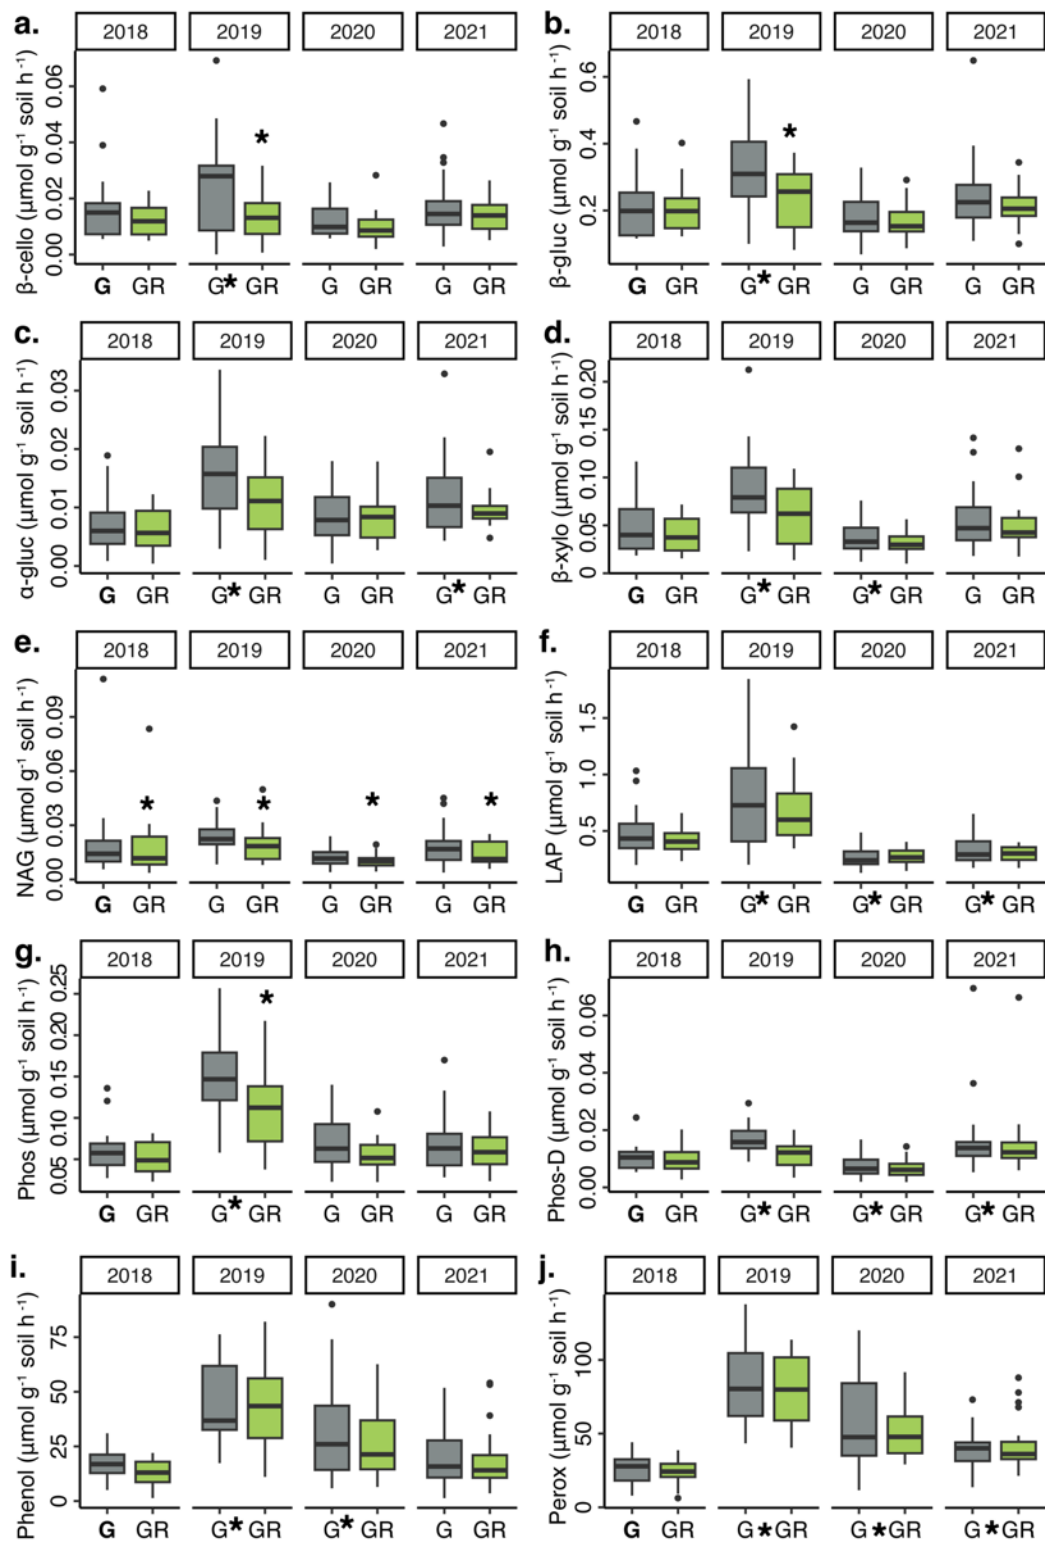 a.
2018 2019 2020 2021
β-cello (µmol g⁻¹ soil h⁻¹)
0.06
0.04
0.02
0.00
*
G GR G* GR G GR G GR
b.
2018 2019 2020 2021
β-gluc (µmol g⁻¹ soil h⁻¹)
0.6
0.4
0.2
*
G GR G* GR G GR G GR
c.
2018 2019 2020 2021
α-gluc (µmol g⁻¹ soil h⁻¹)
0.03
0.02
0.01
0.00
G GR G* GR G GR G* GR
d.
2018 2019 2020 2021
β-xylo (µmol g⁻¹ soil h⁻¹)
0.20
0.15
0.10
0.05
0
G GR G* GR G* GR G GR
e.
2018 2019 2020 2021
NAG (µmol g⁻¹ soil h⁻¹)
0.09
0.06
0.03
0.00
* * * *
G GR G GR G GR G GR
f.
2018 2019 2020 2021
LAP (µmol g⁻¹ soil h⁻¹)
1.5
1.0
0.5
G GR G* GR G* GR G* GR
g.
2018 2019 2020 2021
Phos (µmol g⁻¹ soil h⁻¹)
0.25
0.20
0.15
0.10
0.05
*
G GR G* GR G GR G GR
h.
2018 2019 2020 2021
Phos-D (µmol g⁻¹ soil h⁻¹)
0.06
0.04
0.02
0.00
G GR G* GR G* GR G* GR
i.
2018 2019 2020 2021
Phenol (µmol g⁻¹ soil h⁻¹)
75
50
25
0
G GR G* GR G* GR G GR
j.
2018 2019 2020 2021
Perox (µmol g⁻¹ soil h⁻¹)
100
50
0
G GR G *GR G *GR G *GR